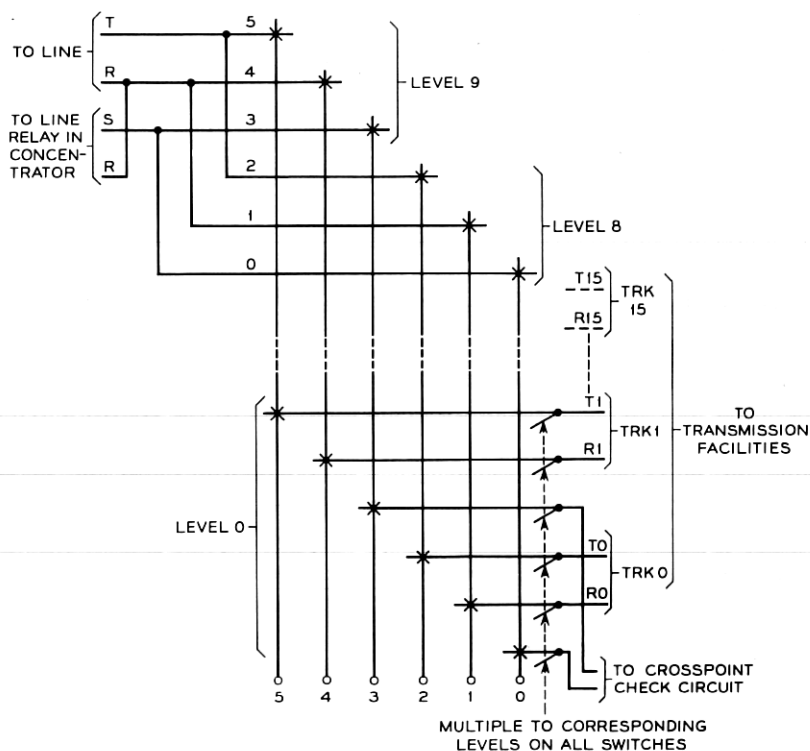 T 5
TO LINE
R 4
LEVEL 9
TO LINE
RELAY IN
CONCEN-
TRATOR
S 3
R
2
1
LEVEL 8
0
T15
TRK
15
R15
T1
TRK1
R1
TO
TRANSMISSION
FACILITIES
LEVEL 0
T0
TRK0
R0
TO CROSSPOINT
CHECK CIRCUIT
5 4 3 2 1 0
MULTIPLE TO CORRESPONDING
LEVELS ON ALL SWITCHES